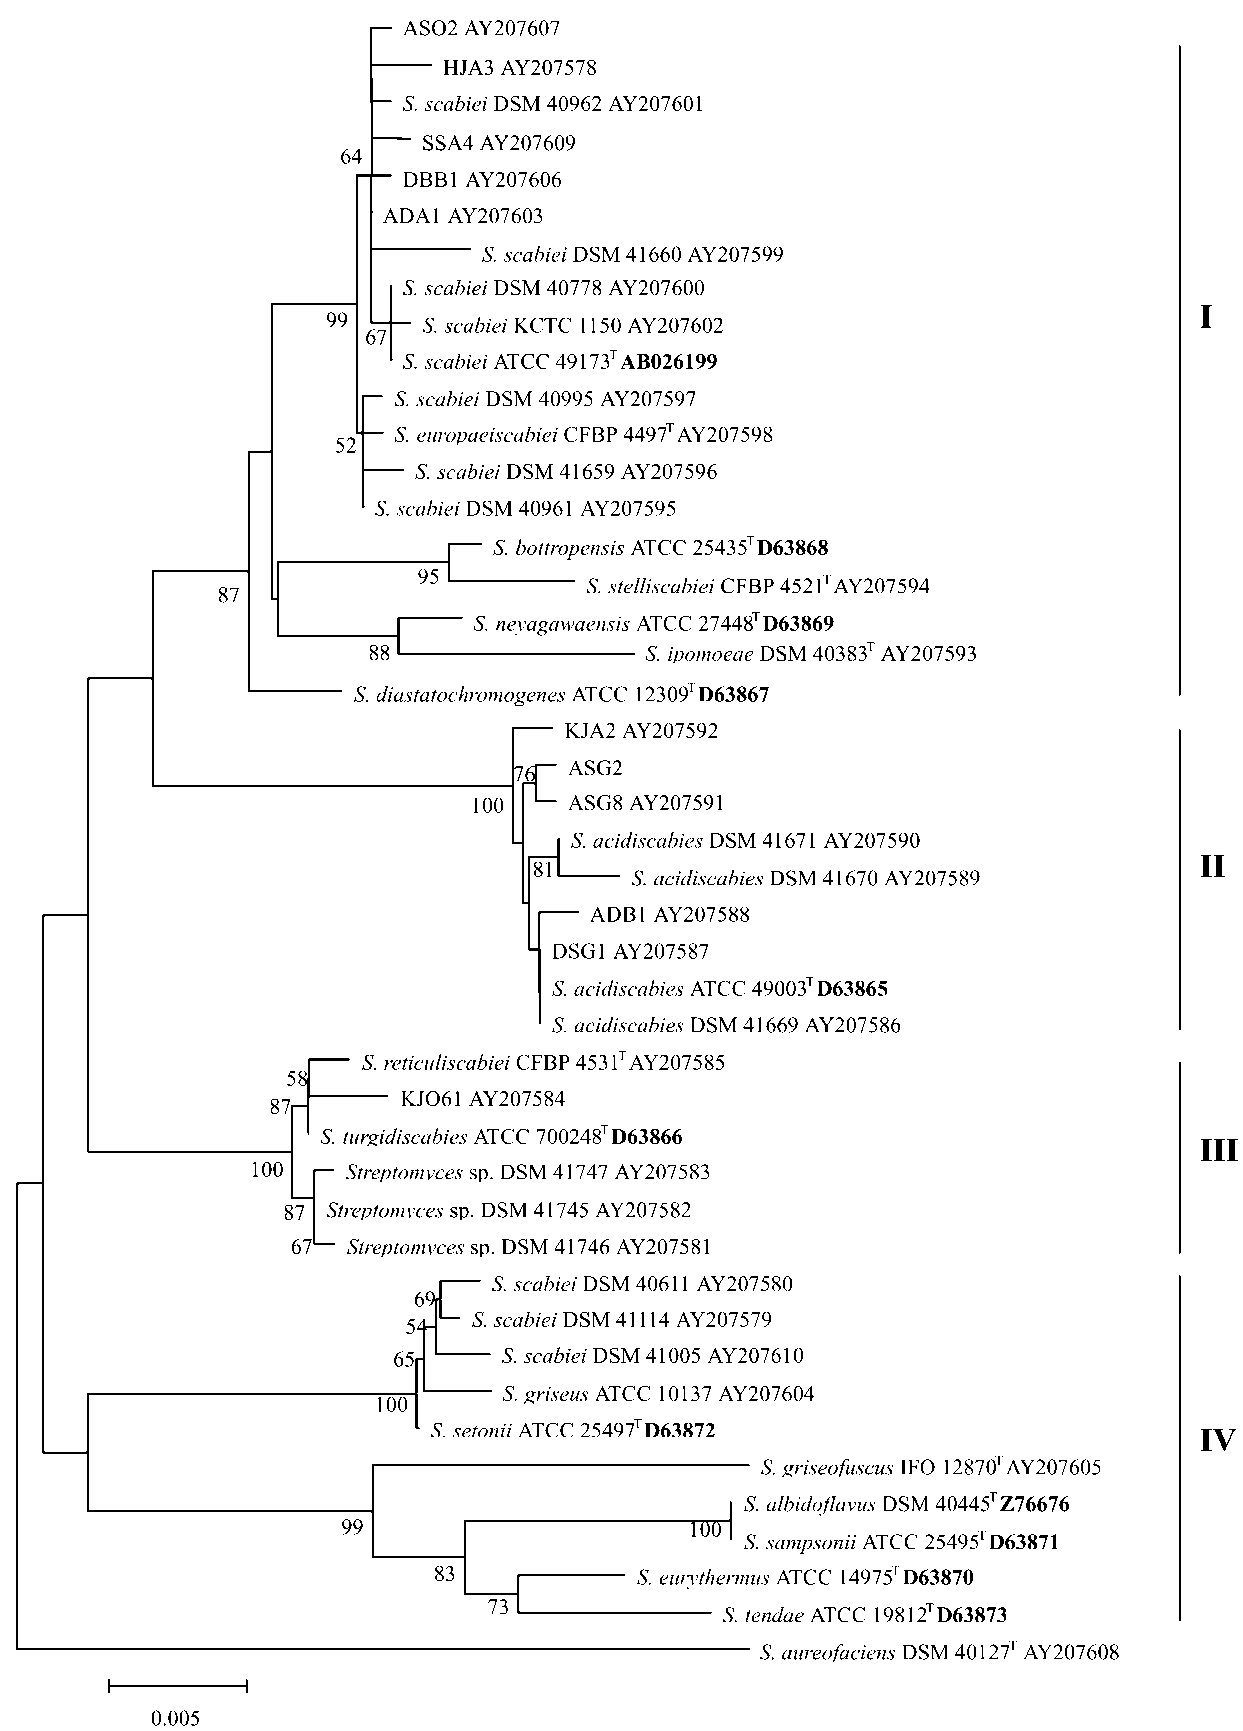 ASO2 AY207607
HJA3 AY207578
S. scabiei DSM 40962 AY207601
SSA4 AY207609
64
DBB1 AY207606
ADA1 AY207603
S. scabiei DSM 41660 AY207599
S. scabiei DSM 40778 AY207600
I
99
S. scabiei KCTC 1150 AY207602
67
S. scabiei ATCC 49173T AB026199
S. scabiei DSM 40995 AY207597
S. europaeiscabiei CFBP 4497T AY207598
52
S. scabiei DSM 41659 AY207596
S. scabiei DSM 40961 AY207595
S. bottropensis ATCC 25435T D63868
95
S. stelliscabiei CFBP 4521T AY207594
87
S. neyagawaensis ATCC 27448T D63869
88
S. ipomoeae DSM 40383T AY207593
S. diastatochromogenes ATCC 12309T D63867
KJA2 AY207592
76
ASG2
100
ASG8 AY207591
S. acidiscabies DSM 41671 AY207590
II
81
S. acidiscabies DSM 41670 AY207589
ADB1 AY207588
DSG1 AY207587
S. acidiscabies ATCC 49003T D63865
S. acidiscabies DSM 41669 AY207586
S. reticuliscabiei CFBP 4531T AY207585
58
KJO61 AY207584
87
S. turgidiscabies ATCC 700248T D63866
III
100
Streptomyces sp. DSM 41747 AY207583
87
Streptomyces sp. DSM 41745 AY207582
67
Streptomyces sp. DSM 41746 AY207581
S. scabiei DSM 40611 AY207580
69
S. scabiei DSM 41114 AY207579
54
S. scabiei DSM 41005 AY207610
65
S. griseus ATCC 10137 AY207604
100
S. setonii ATCC 25497T D63872
IV
S. griseofuscus IFO 12870T AY207605
S. albidoflavus DSM 40445T Z76676
99
100
S. sampsonii ATCC 25495T D63871
83
S. eurythermus ATCC 14975T D63870
73
S. tendae ATCC 19812T D63873
S. aureofaciens DSM 40127T AY207608
0.005